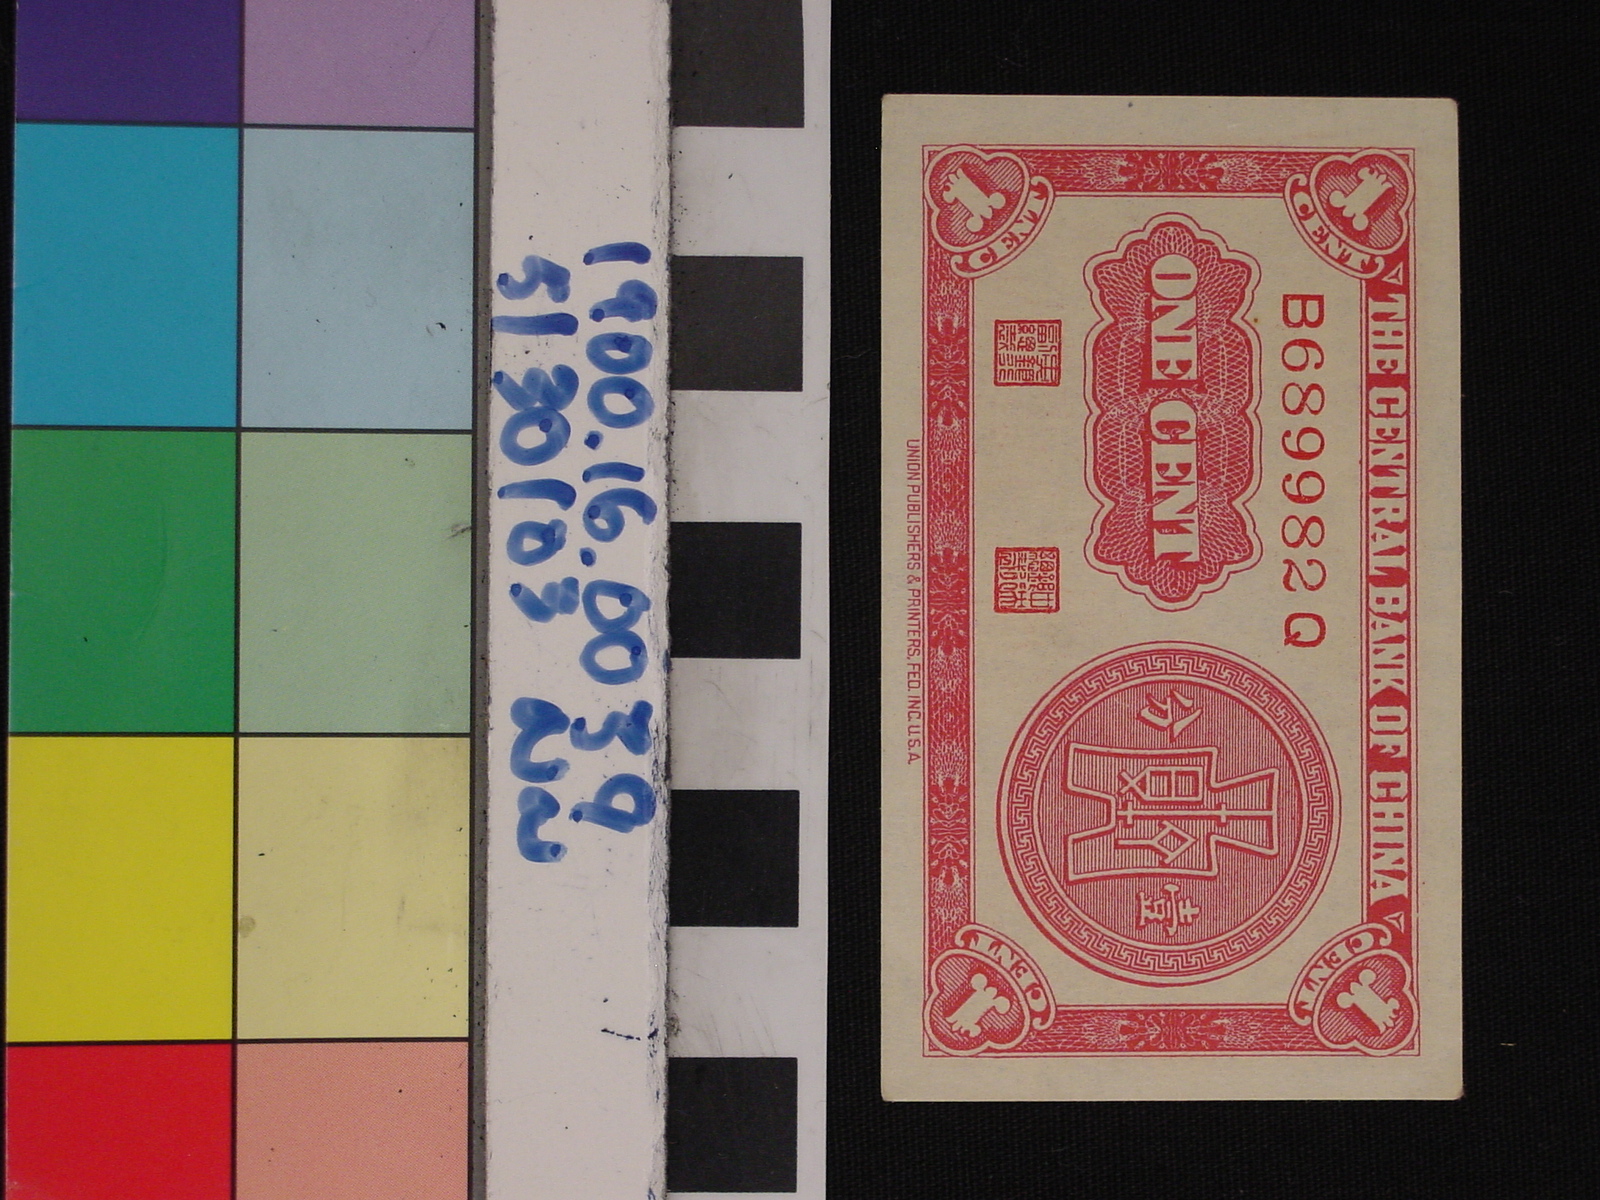 1900.16.0039
5130103 2
THE CENTRAL BANK OF CHINA
B689982Q
ONE CENT
壹分
1
CENT
1
CENT
1
CENT
1
CENT
UNION PUBLISHERS & PRINTERS, FED. INC. U.S.A.